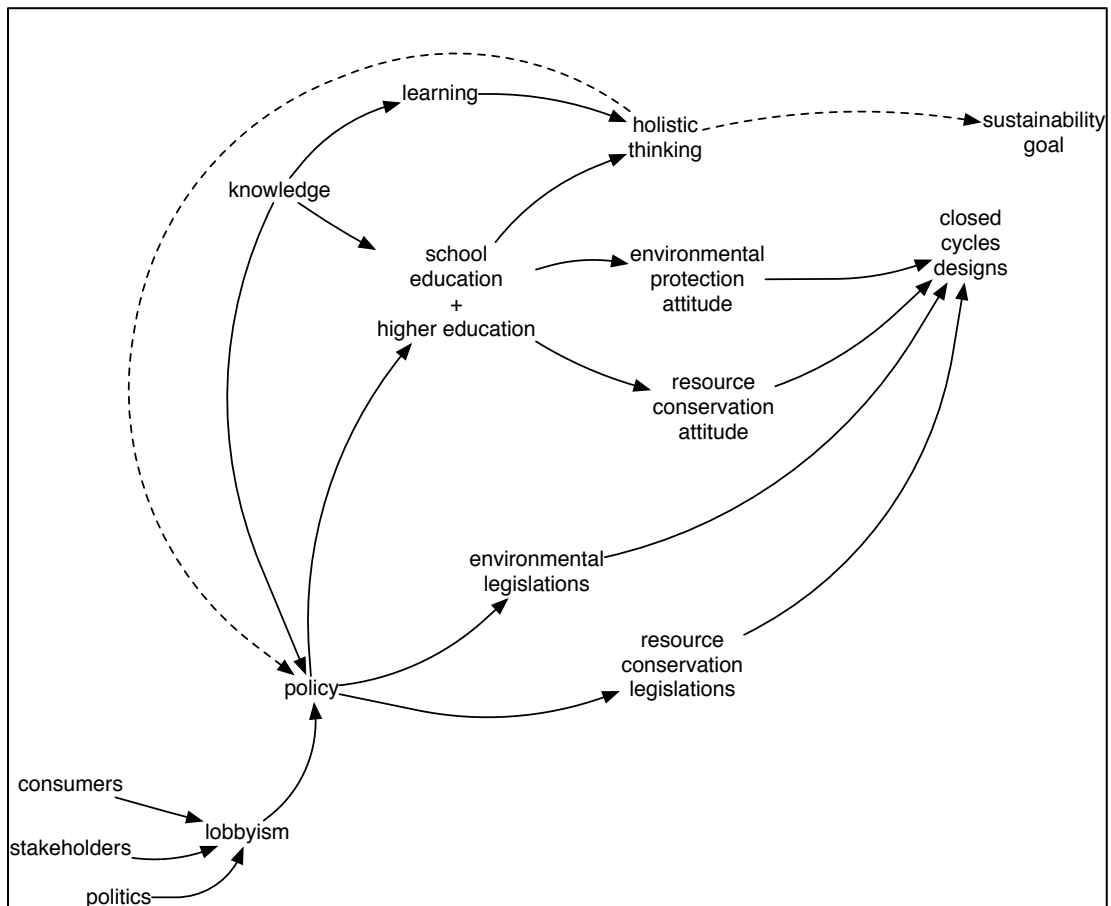 learning
holistic
thinking
sustainability
goal
knowledge
closed
cycles
designs
school
education
+
higher education
environmental
protection
attitude
resource
conservation
attitude
environmental
legislations
resource
conservation
legislations
policy
consumers
lobbyism
stakeholders
politics